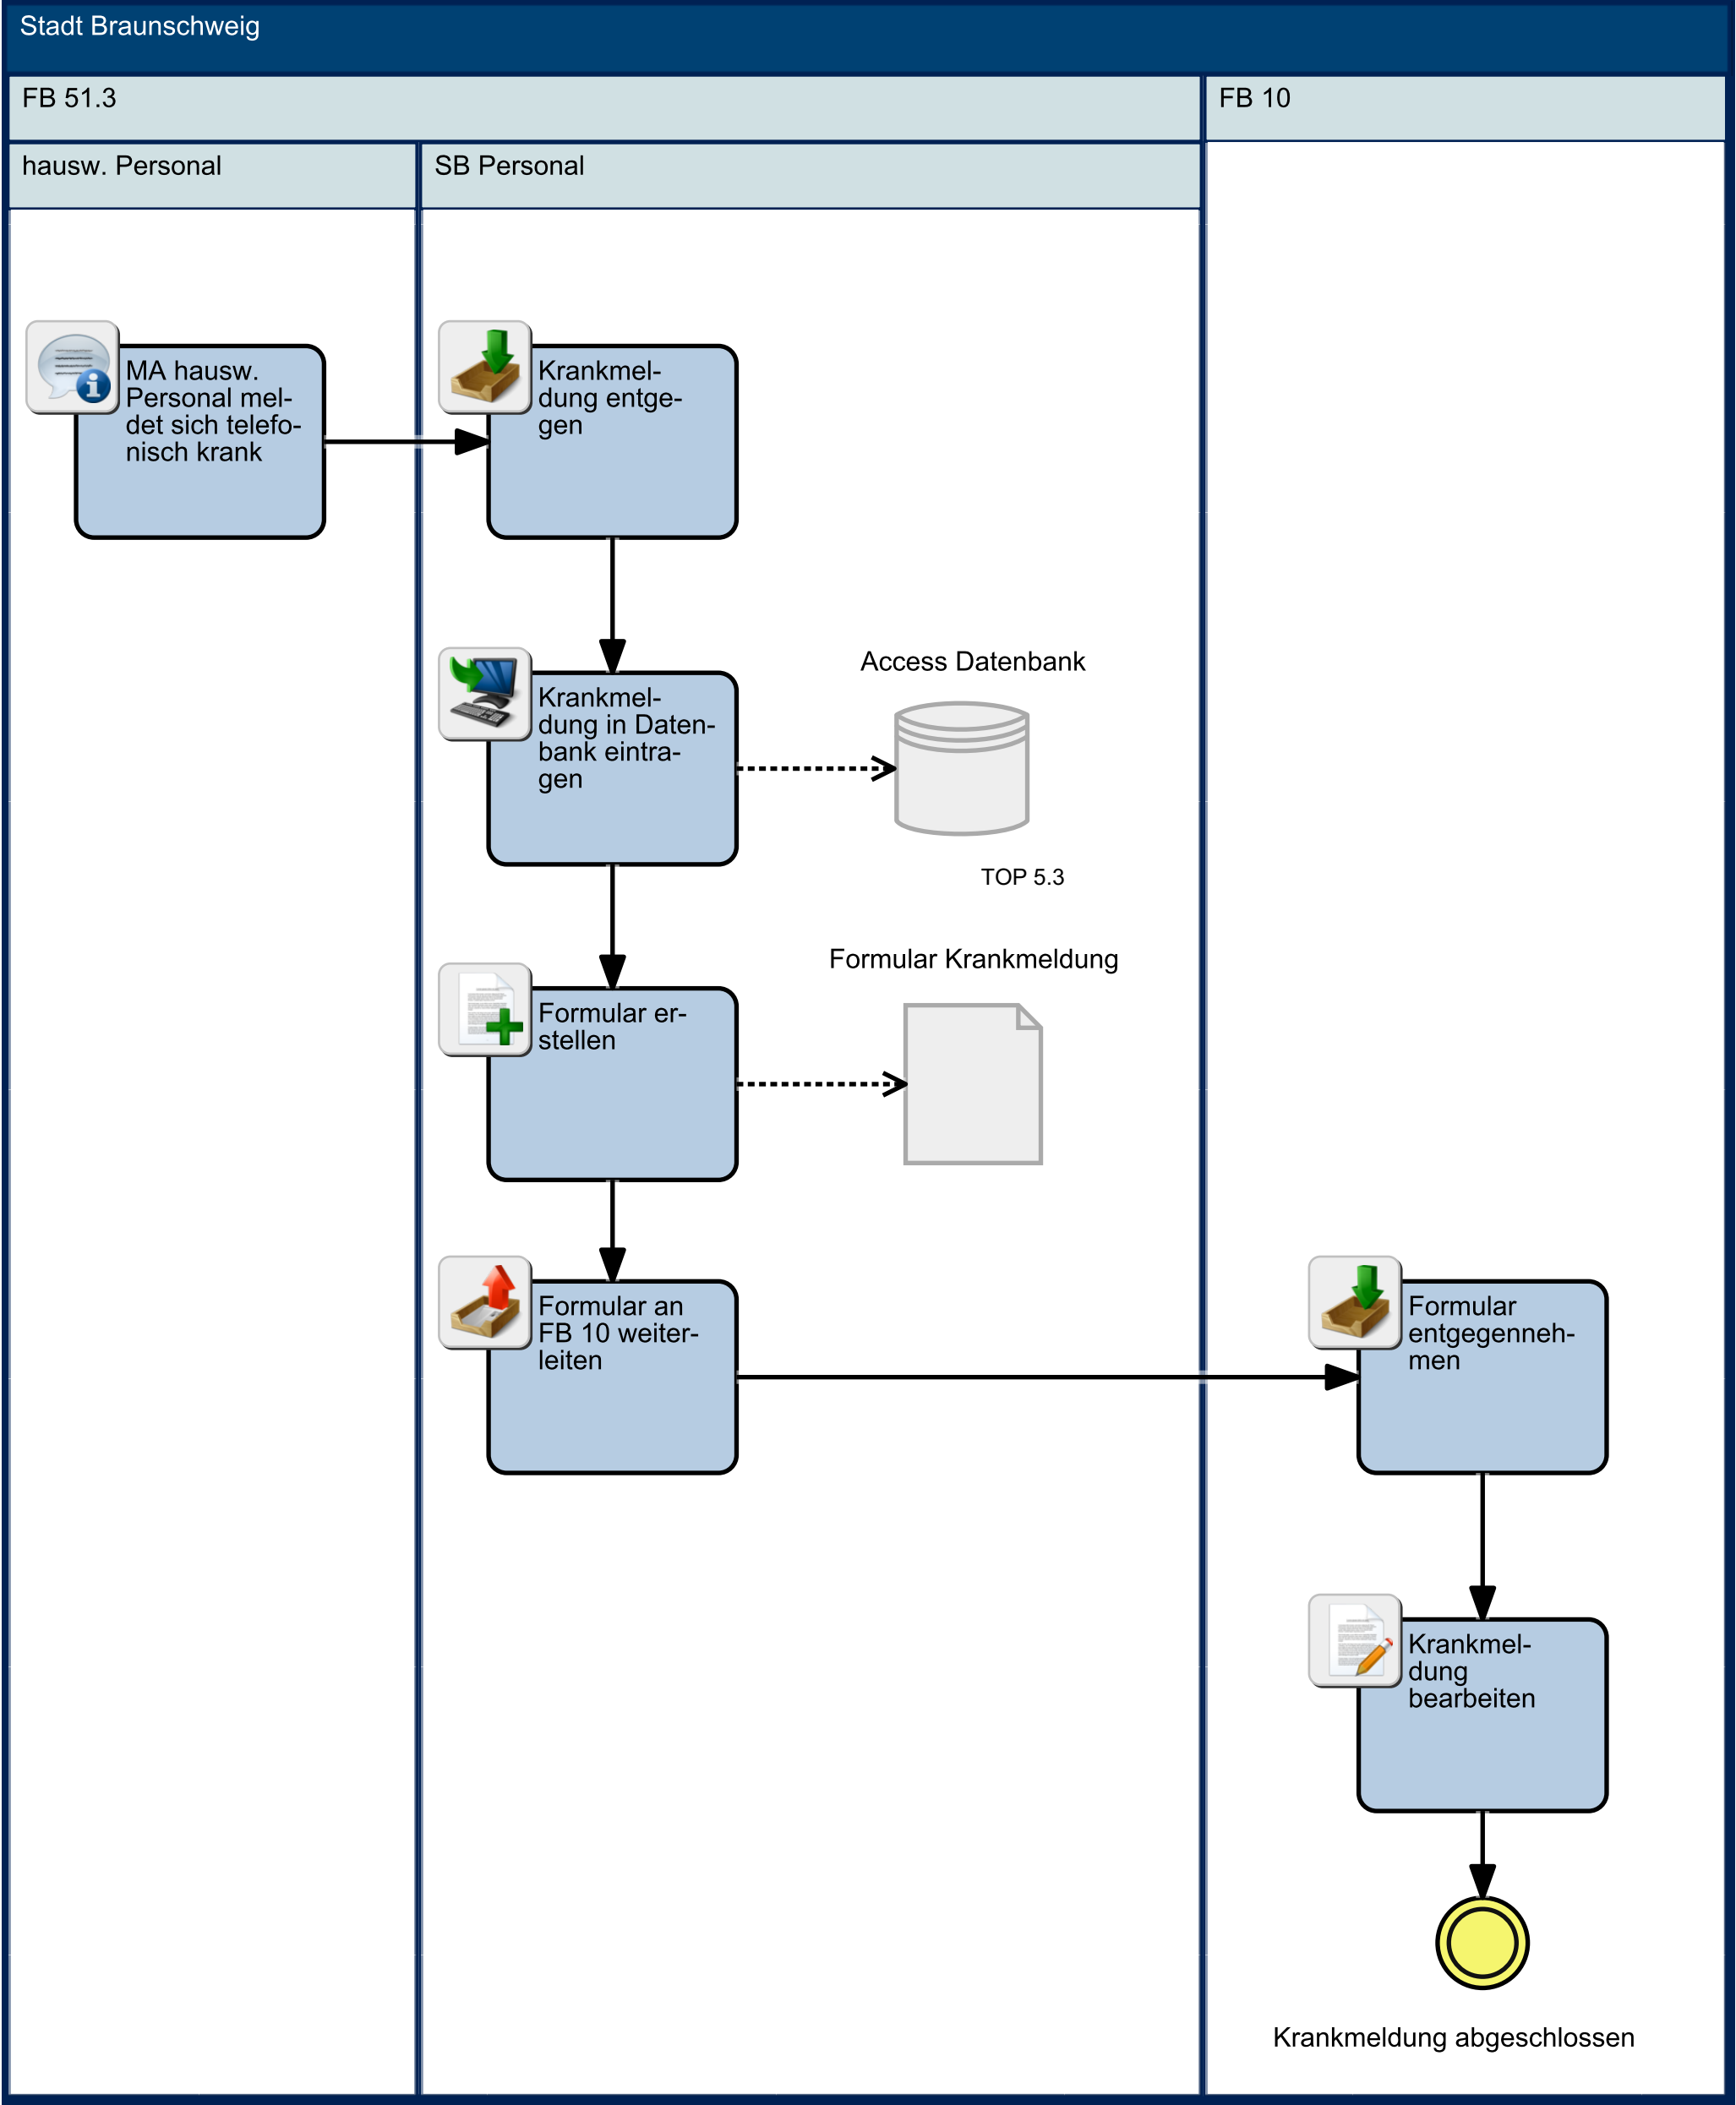 Stadt Braunschweig
FB 51.3
FB 10
hausw. Personal
SB Personal
MA hausw.
Personal mel-
det sich telefo-
nisch krank
Krankmel-
dung entge-
gen
Krankmel-
dung in Daten-
bank eintra-
gen
Access Datenbank
TOP 5.3
Formular er-
stellen
Formular Krankmeldung
Formular an
FB 10 weiter-
leiten
Formular
entgegenneh-
men
Krankmel-
dung
bearbeiten
Krankmeldung abgeschlossen